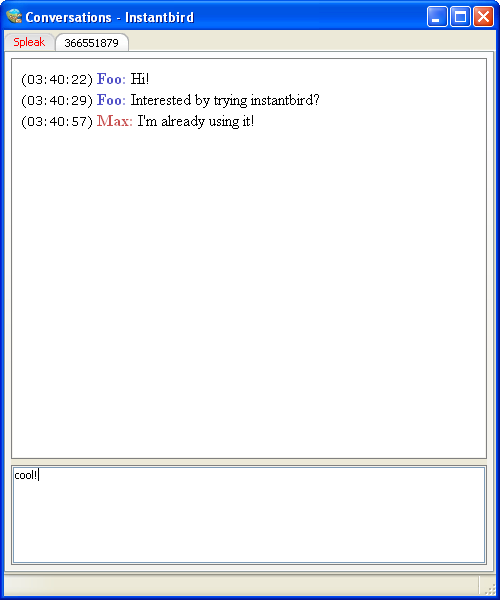 Conversations - Instantbird
Spleak 366551879
(03:40:22) Foo: Hi!
(03:40:29) Foo: Interested by trying instantbird?
(03:40:57) Max: I'm already using it!
cool!